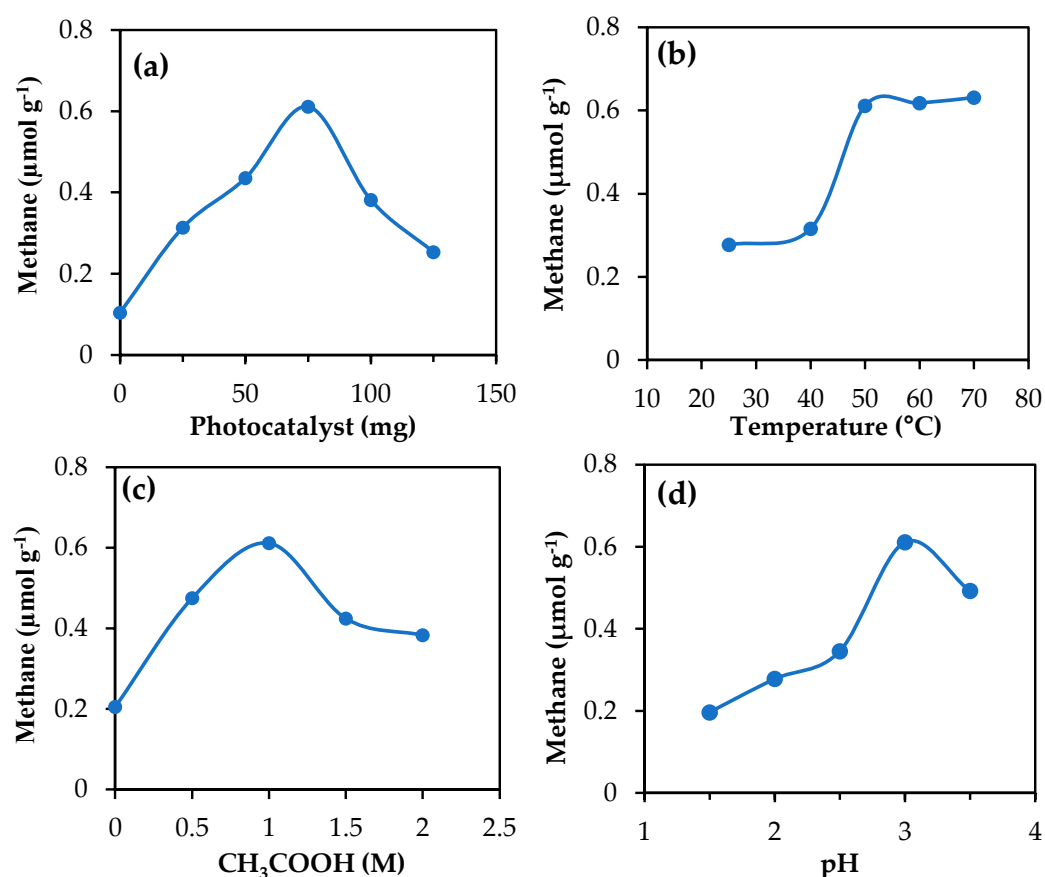 (a)
Methane (µmol g⁻¹)
0.8
0.6
0.4
0.2
0
0 50 100 150
Photocatalyst (mg)
(b)
Methane (µmol g⁻¹)
0.8
0.6
0.4
0.2
0
10 20 30 40 50 60 70 80
Temperature (°C)
(c)
Methane (µmol g⁻¹)
0.8
0.6
0.4
0.2
0
0 0.5 1 1.5 2 2.5
CH₃COOH (M)
(d)
Methane (µmol g⁻¹)
0.8
0.6
0.4
0.2
0
1 2 3 4
pH